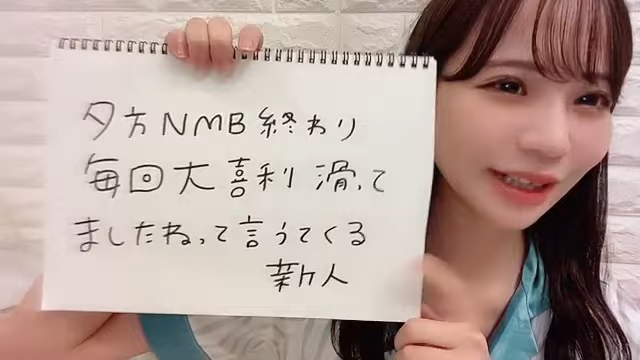 夕方NMB終わり
毎回大喜利滑って
ましたねって言うてくる
新人